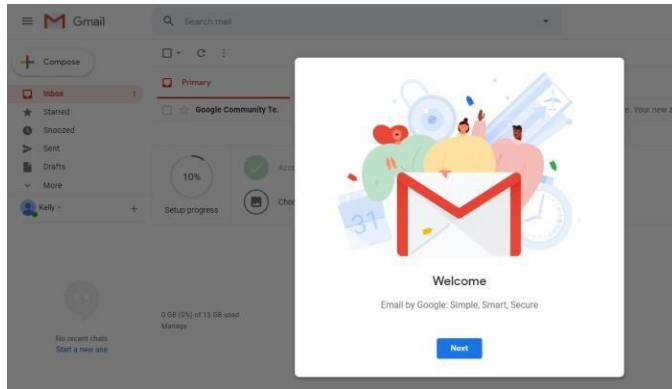 Gmail
Search mail
Compose
Inbox 1
Starred
Snoozed
Sent
Drafts
More
Kelly
No recent chats
Start a new one
Primary
Google Community Te.
e. Your new a
10%
Setup progress
Acco
Choo
0 GB (0%) of 15 GB used
Manage
31
Welcome
Email by Google: Simple, Smart, Secure
Next